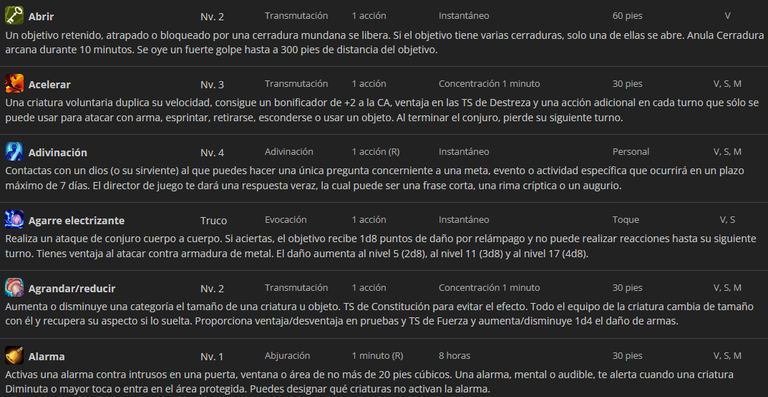 Abrir Nv. 2 Transmutación 1 acción Instantáneo 60 pies V
Un objetivo retenido, atrapado o bloqueado por una cerradura mundana se libera. Si el objetivo tiene varias cerraduras, solo una de ellas se abre. Anula Cerradura
arcana durante 10 minutos. Se oye un fuerte golpe hasta a 300 pies de distancia del objetivo.
Acelerar Nv. 3 Transmutación 1 acción Concentración 1 minuto 30 pies V, S, M
Una criatura voluntaria duplica su velocidad, consigue un bonificador de +2 a la CA, ventaja en las TS de Destreza y una acción adicional en cada turno que sólo se
puede usar para atacar con arma, esprintar, retirarse, esconderse o usar un objeto. Al terminar el conjuro, pierde su siguiente turno.
Adivinación Nv. 4 Adivinación 1 acción (R) Instantáneo Personal V, S, M
Contactas con un dios (o su sirviente) al que puedes hacer una única pregunta concerniente a una meta, evento o actividad específica que ocurrirá en un plazo
máximo de 7 días. El director de juego te dará una respuesta veraz, la cual puede ser una frase corta, una rima críptica o un augurio.
Agarre electrizante Truco Evocación 1 acción Instantáneo Toque V, S
Realiza un ataque de conjuro cuerpo a cuerpo. Si aciertas, el objetivo recibe 1d8 puntos de daño por relámpago y no puede realizar reacciones hasta su siguiente
turno. Tienes ventaja al atacar contra armadura de metal. El daño aumenta al nivel 5 (2d8), al nivel 11 (3d8) y al nivel 17 (4d8).
Agrandar/reducir Nv. 2 Transmutación 1 acción Concentración 1 minuto 30 pies V, S, M
Aumenta o disminuye una categoría el tamaño de una criatura u objeto. TS de Constitución para evitar el efecto. Todo el equipo de la criatura cambia de tamaño
con él y recupera su aspecto si lo suelta. Proporciona ventaja/desventaja en pruebas y TS de Fuerza y aumenta/disminuye 1d4 el daño de armas.
Alarma Nv. 1 Abjuración 1 minuto (R) 8 horas 30 pies V, S, M
Activas una alarma contra intrusos en una puerta, ventana o área de no más de 20 pies cúbicos. Una alarma, mental o audible, te alerta cuando una criatura
Diminuta o mayor toca o entra en el área protegida. Puedes designar qué criaturas no activan la alarma.